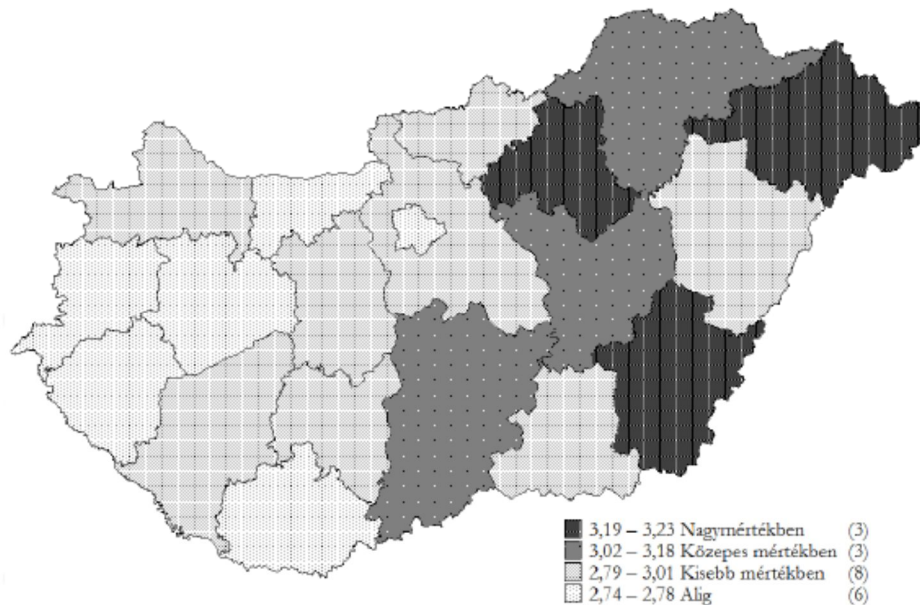 3,19 – 3,23 Nagymértékben (3)
3,02 – 3,18 Közepes mértékben (3)
2,79 – 3,01 Kisebb mértékben (8)
2,74 – 2,78 Alig (6)